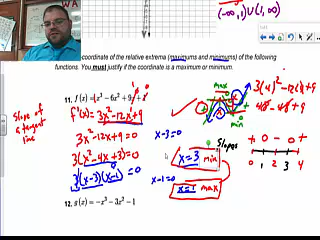 (-∞, 1) ∪ (1, ∞)
coordinate of the relative extrema (maximums and minimums) of the following
functions. You must justify if the coordinate is a maximum or minimum.
11. f(x) = x³ - 6x² + 9x + 2
f'(x) = 3x² - 12x + 9
3x² - 12x + 9 = 0
3(x² - 4x + 3) = 0
3(x-3)(x-1) = 0
Slope of
a tangent
line
x-3=0
x=3 min
x-1=0
x=1 max
max
min
3(4)² - 12(4) + 9
Slopes
+ 0 - 0 +
0 1 2 3 4
12. g(x) = -x³ - 3x² - 1